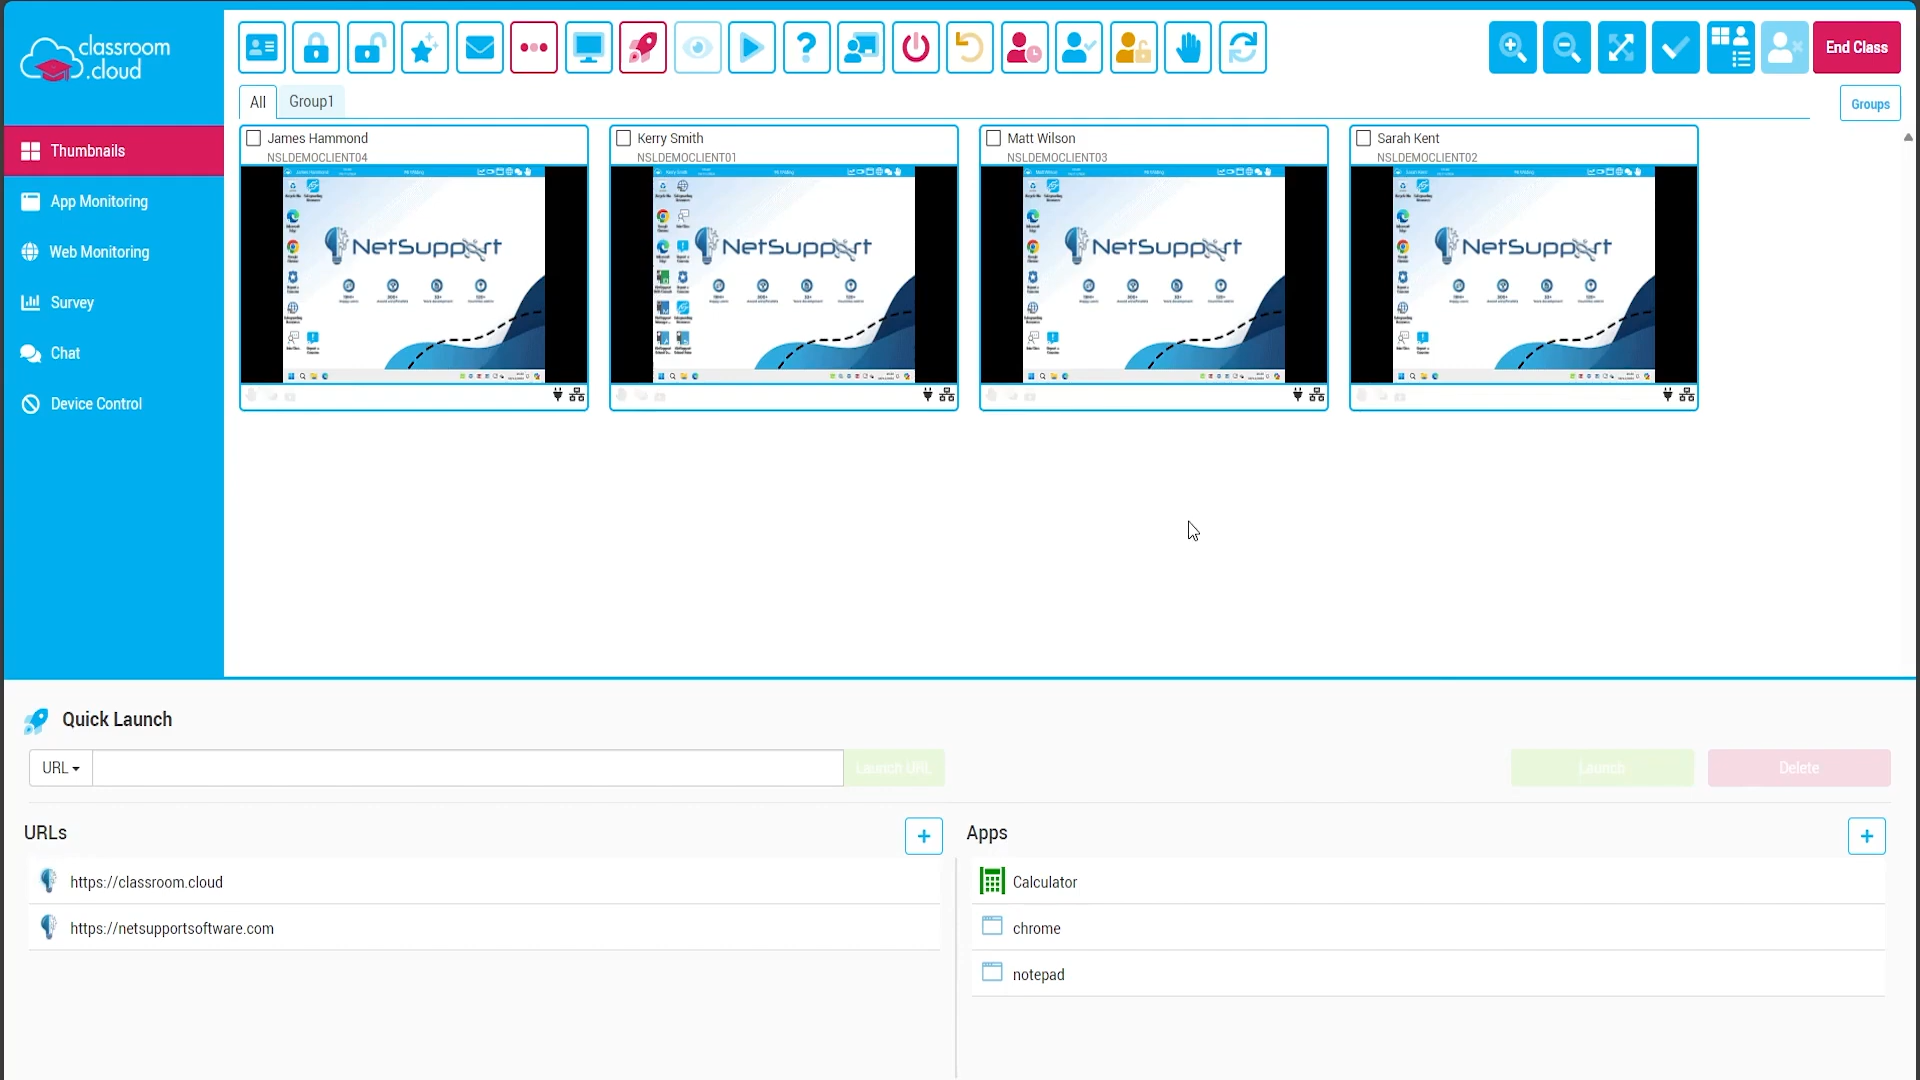 classroom
.cloud
End Class
All
Group1
Groups
Thumbnails
App Monitoring
Web Monitoring
Survey
Chat
Device Control
James Hammond
NSLDEMOCLIENT04
NetSupport
Kerry Smith
NSLDEMOCLIENT01
NetSupport
Matt Wilson
NSLDEMOCLIENT03
NetSupport
Sarah Kent
NSLDEMOCLIENT02
NetSupport
Quick Launch
URL
Launch URL
Launch
Delete
URLs
https://classroom.cloud
https://netsupportsoftware.com
Apps
Calculator
chrome
notepad